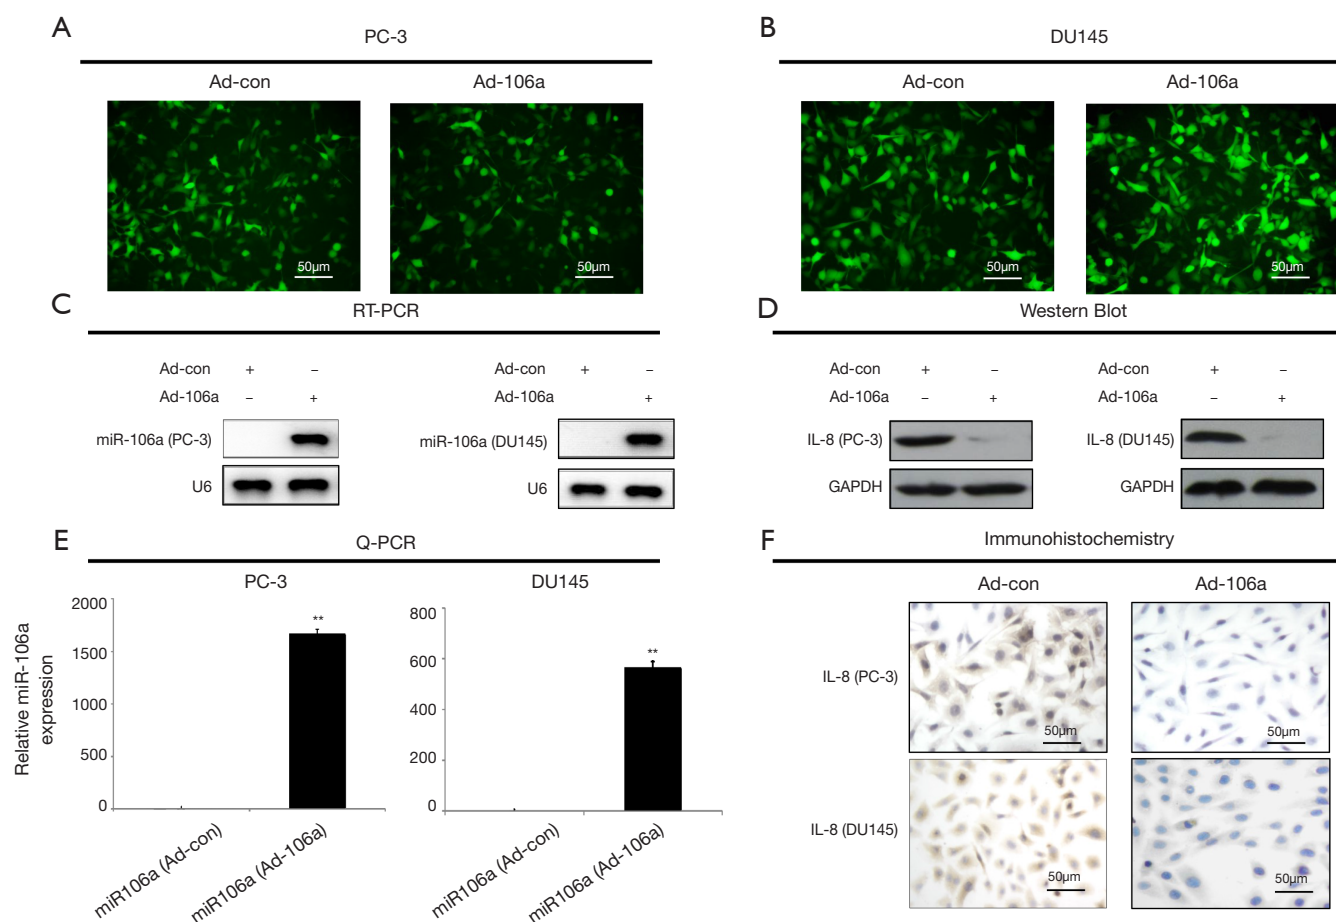 A
PC-3
Ad-con Ad-106a
50µm 50µm
B
DU145
Ad-con Ad-106a
50µm 50µm
C
RT-PCR
Ad-con + –
Ad-106a – +
miR-106a (PC-3)
U6
Ad-con + –
Ad-106a – +
miR-106a (DU145)
U6
D
Western Blot
Ad-con + –
Ad-106a – +
IL-8 (PC-3)
GAPDH
Ad-con + –
Ad-106a – +
IL-8 (DU145)
GAPDH
E
Q-PCR
PC-3
Relative miR-106a
expression
2000
**
1500
1000
500
0
miR106a (Ad-con)
miR106a (Ad-106a)
DU145
800
**
600
400
200
0
miR106a (Ad-con)
miR106a (Ad-106a)
F
Immunohistochemistry
Ad-con Ad-106a
IL-8 (PC-3)
50µm 50µm
IL-8 (DU145)
50µm 50µm